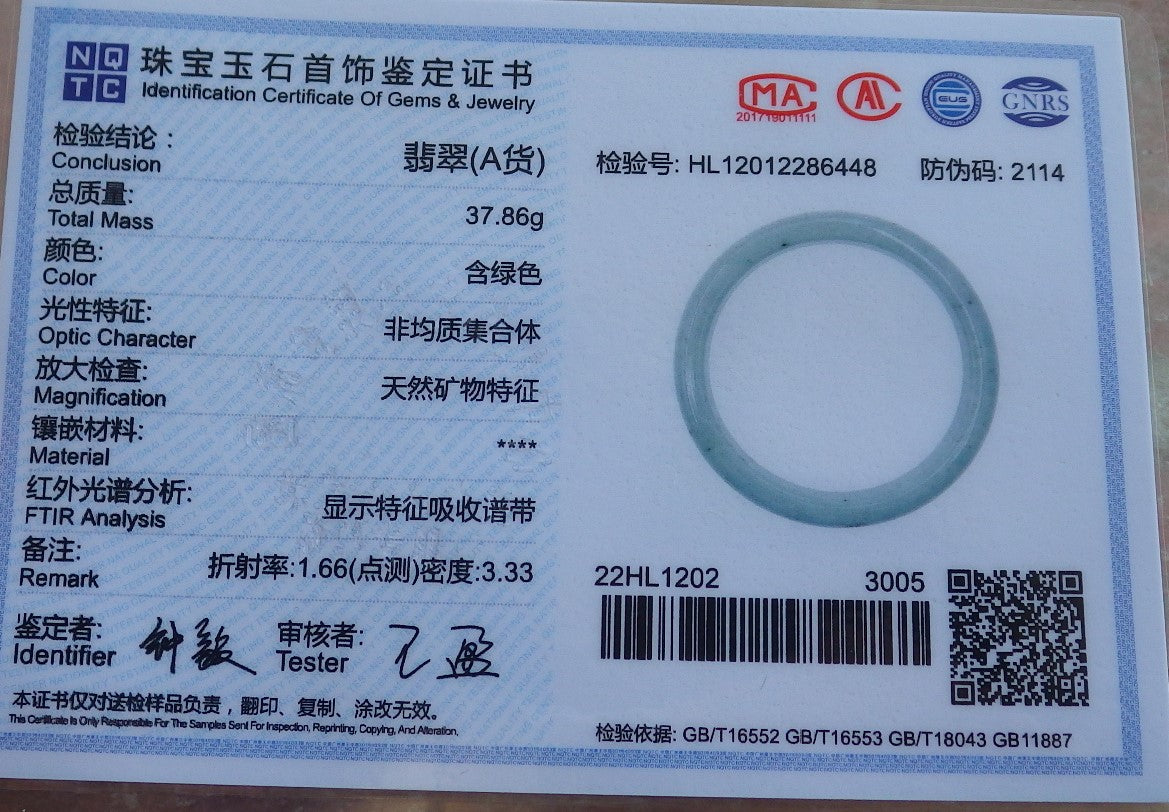 NQ
TC
珠宝玉石首饰鉴定证书
Identification Certificate Of Gems & Jewelry
检验结论：
Conclusion
翡翠(A货)
总质量:
Total Mass
37.86g
颜色:
Color
含绿色
光性特征:
Optic Character
非均质集合体
放大检查:
Magnification
天然矿物特征
镶嵌材料:
Material
****
红外光谱分析:
FTIR Analysis
显示特征吸收谱带
备注:
Remark
折射率:1.66(点测)密度:3.33
鉴定者:
Identifier
审核者:
Tester
本证书仅对送检样品负责，翻印、复制、涂改无效。
This Certificate Is Only Responsible For The Samples Sent For Inspection, Reprinting, Copying, And Alteration.
MA
201719011111
GNRS
检验号: HL12012286448
防伪码: 2114
22HL1202
3005
检验依据: GB/T16552 GB/T16553 GB/T18043 GB11887